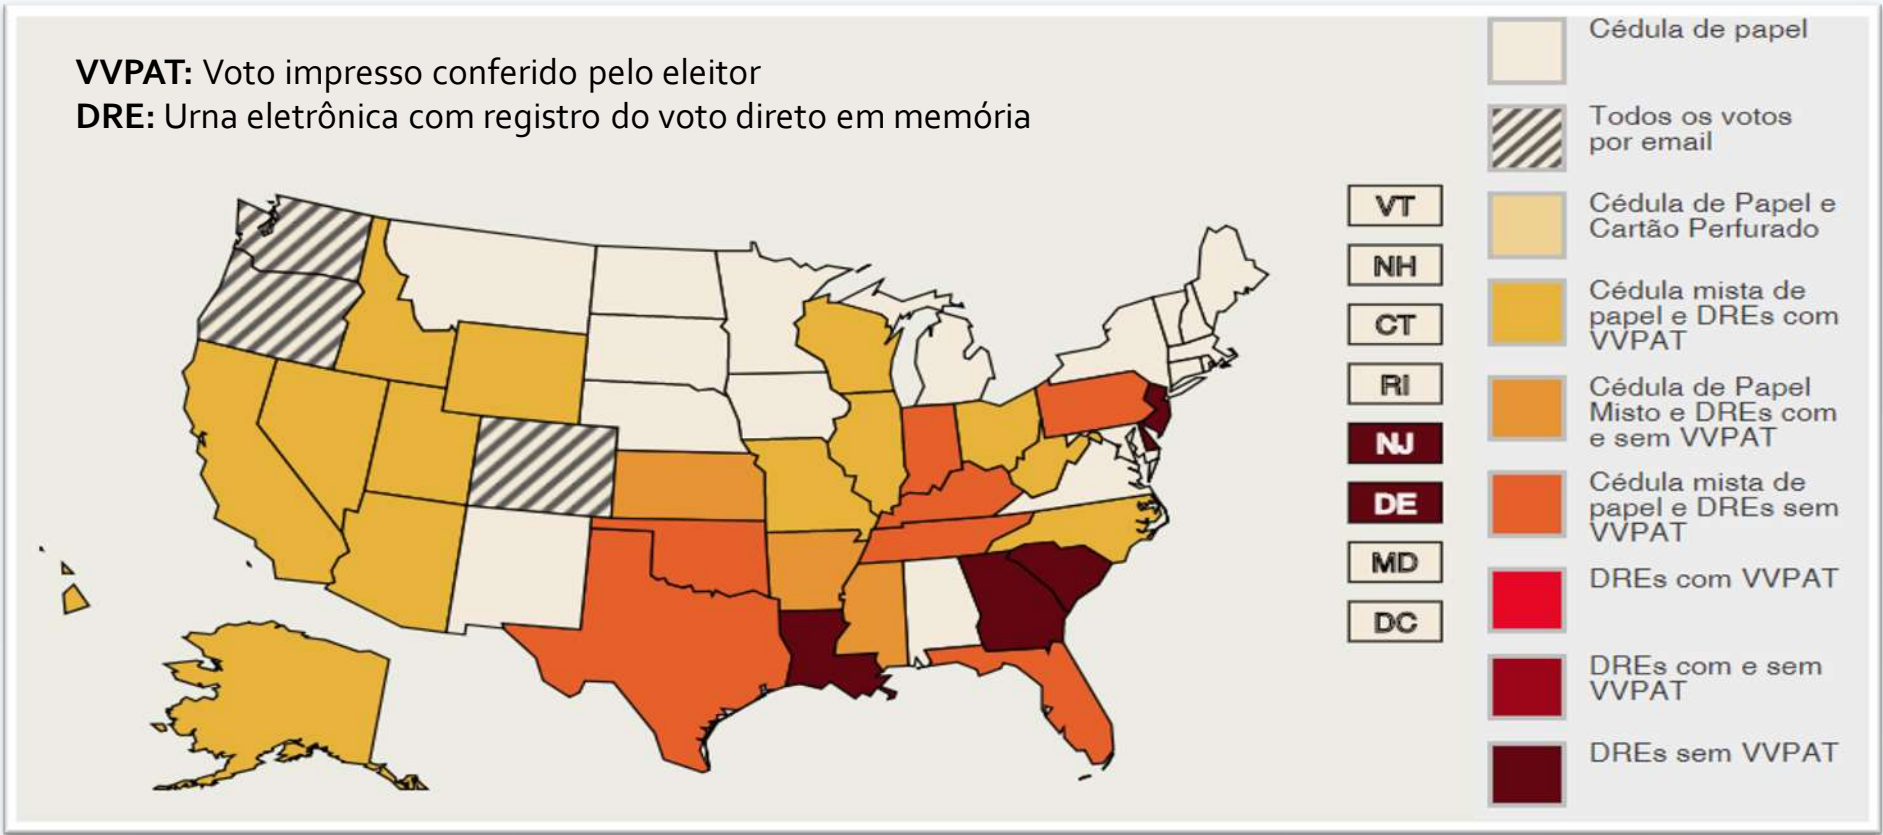 VVPAT: Voto impresso conferido pelo eleitor
DRE: Urna eletrônica com registro do voto direto em memória
VT
NH
CT
RI
NJ
DE
MD
DC
Cédula de papel
Todos os votos
por email
Cédula de Papel e
Cartão Perfurado
Cédula mista de
papel e DREs com
VVPAT
Cédula de Papel
Misto e DREs com
e sem VVPAT
Cédula mista de
papel e DREs sem
VVPAT
DREs com VVPAT
DREs com e sem
VVPAT
DREs sem VVPAT